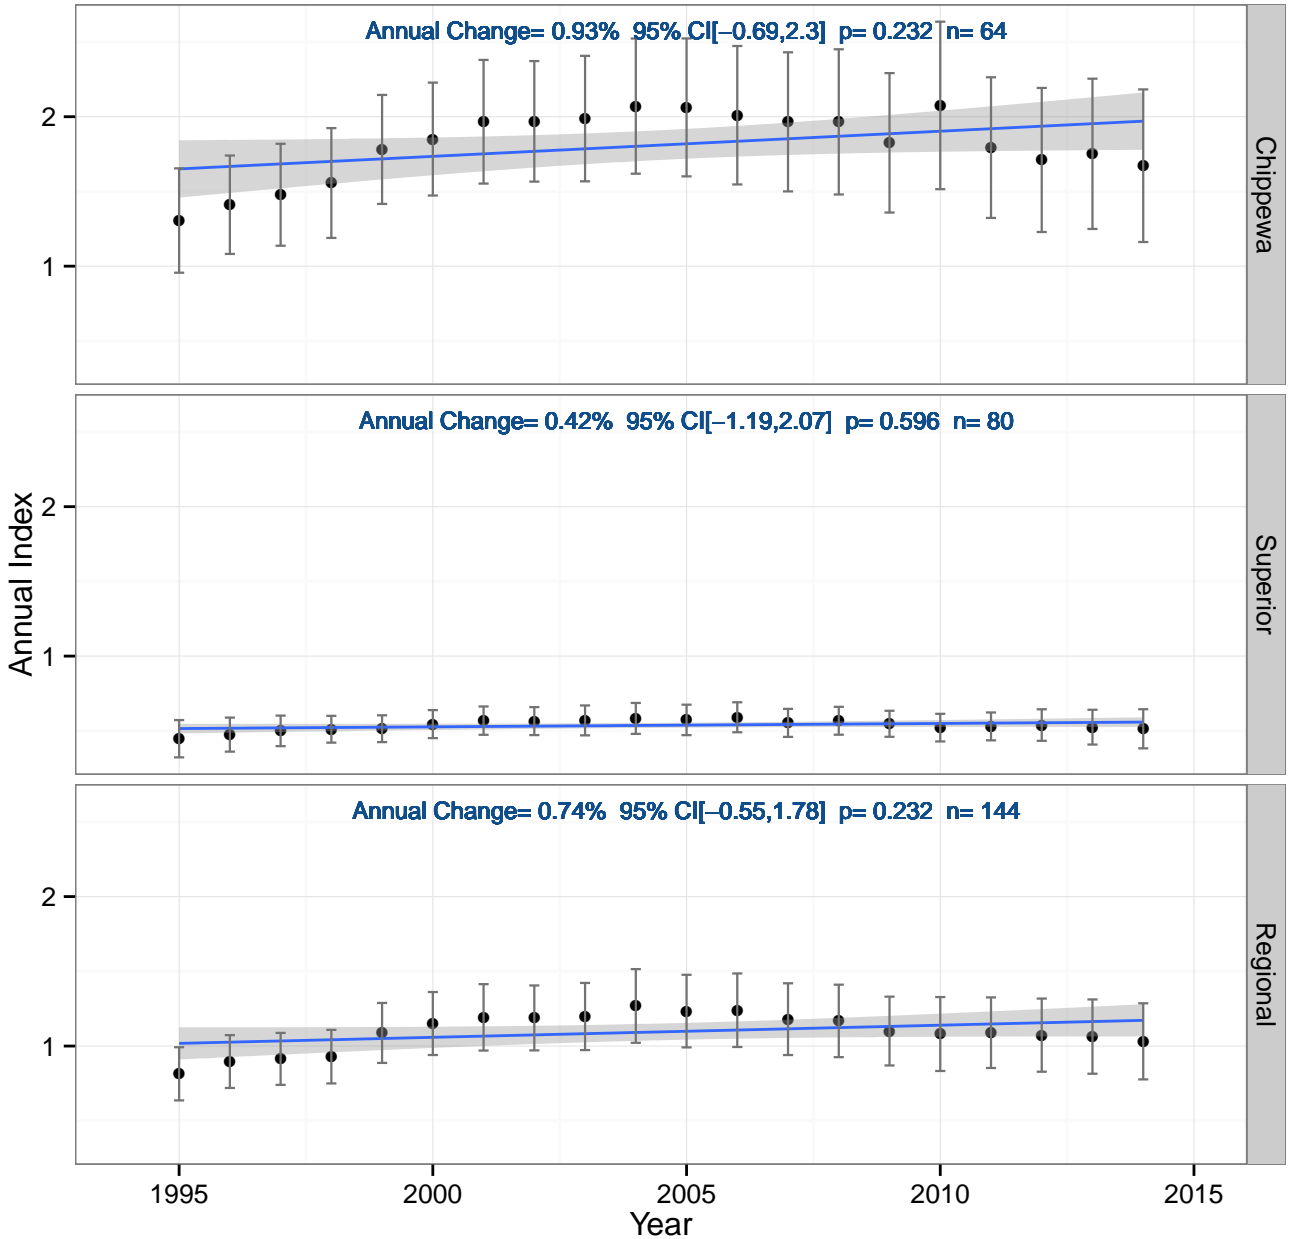 Annual Change= 0.93%  95% CI[−0.69,2.3]  p= 0.232  n= 64
2
1
Chippewa
Annual Change= 0.42%  95% CI[−1.19,2.07]  p= 0.596  n= 80
2
1
Superior
Annual Index
Annual Change= 0.74%  95% CI[−0.55,1.78]  p= 0.232  n= 144
2
1
Regional
1995 2000 2005 2010 2015
Year